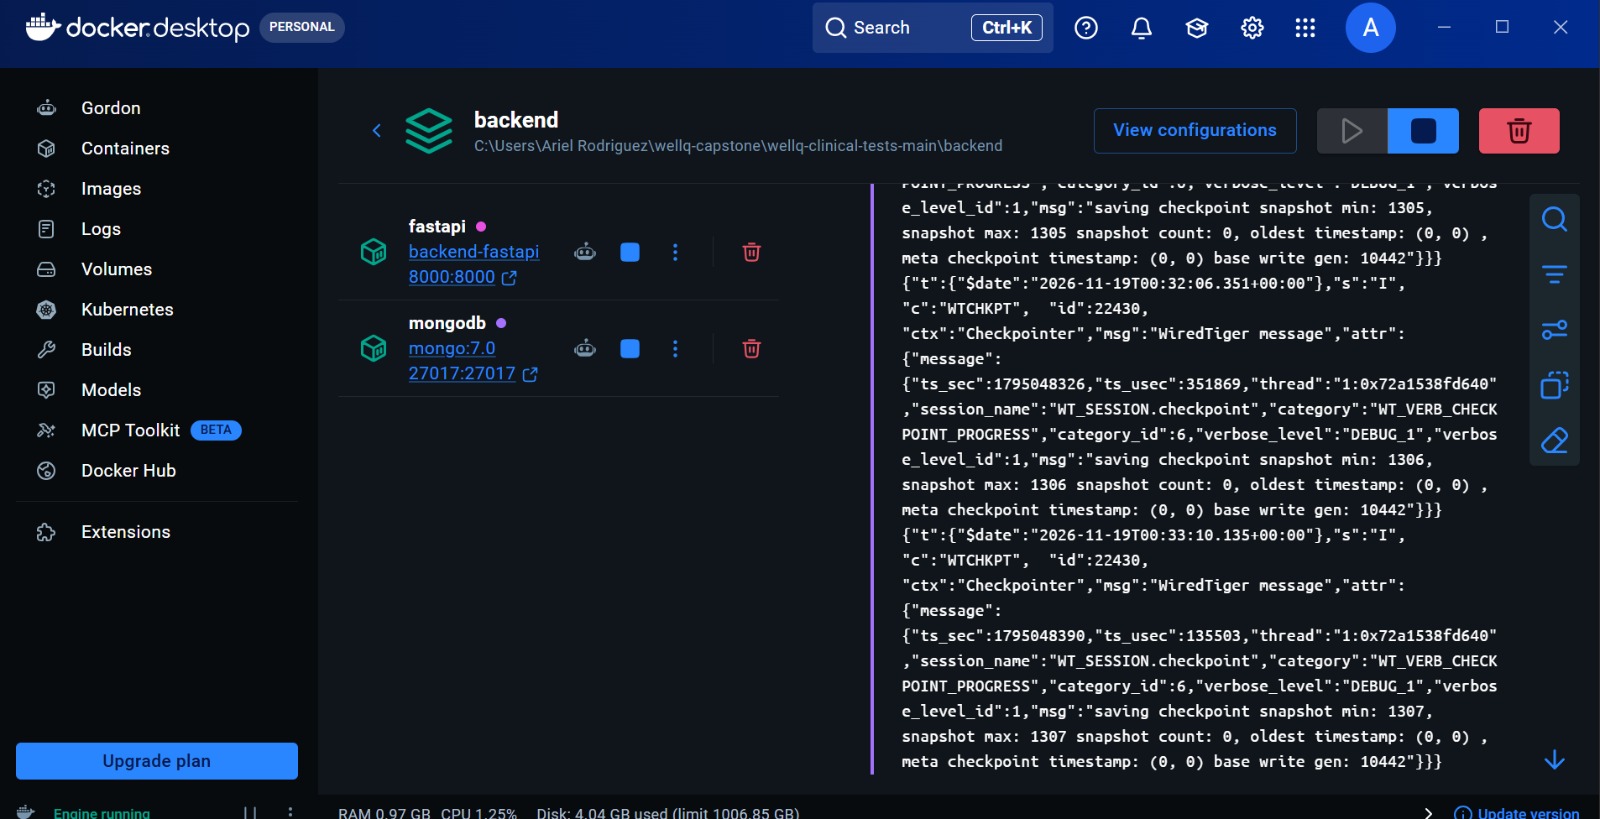 docker.desktop PERSONAL
Search Ctrl+K
A
Gordon
Containers
Images
Logs
Volumes
Kubernetes
Builds
Models
MCP Toolkit BETA
Docker Hub
Extensions
Upgrade plan
backend
C:\Users\Ariel Rodriguez\wellq-capstone\wellq-clinical-tests-main\backend
View configurations
fastapi
backend-fastapi
8000:8000
mongodb
mongo:7.0
27017:27017
POINT_PROGRESS","category_id":6,"verbose_level":"DEBUG_1","verbos
e_level_id":1,"msg":"saving checkpoint snapshot min: 1305,
snapshot max: 1305 snapshot count: 0, oldest timestamp: (0, 0) ,
meta checkpoint timestamp: (0, 0) base write gen: 10442"}}}
{"t":{"$date":"2026-11-19T00:32:06.351+00:00"},"s":"I",
"c":"WTCHKPT",  "id":22430,
"ctx":"Checkpointer","msg":"WiredTiger message","attr":
{"message":
{"ts_sec":1795048326,"ts_usec":351869,"thread":"1:0x72a1538fd640"
,"session_name":"WT_SESSION.checkpoint","category":"WT_VERB_CHECK
POINT_PROGRESS","category_id":6,"verbose_level":"DEBUG_1","verbos
e_level_id":1,"msg":"saving checkpoint snapshot min: 1306,
snapshot max: 1306 snapshot count: 0, oldest timestamp: (0, 0) ,
meta checkpoint timestamp: (0, 0) base write gen: 10442"}}}
{"t":{"$date":"2026-11-19T00:33:10.135+00:00"},"s":"I",
"c":"WTCHKPT",  "id":22430,
"ctx":"Checkpointer","msg":"WiredTiger message","attr":
{"message":
{"ts_sec":1795048390,"ts_usec":135503,"thread":"1:0x72a1538fd640"
,"session_name":"WT_SESSION.checkpoint","category":"WT_VERB_CHECK
POINT_PROGRESS","category_id":6,"verbose_level":"DEBUG_1","verbos
e_level_id":1,"msg":"saving checkpoint snapshot min: 1307,
snapshot max: 1307 snapshot count: 0, oldest timestamp: (0, 0) ,
meta checkpoint timestamp: (0, 0) base write gen: 10442"}}}
Engine running
RAM 0.97 GB CPU 1.25% Disk: 4.04 GB used (limit 1006.85 GB)
Update version